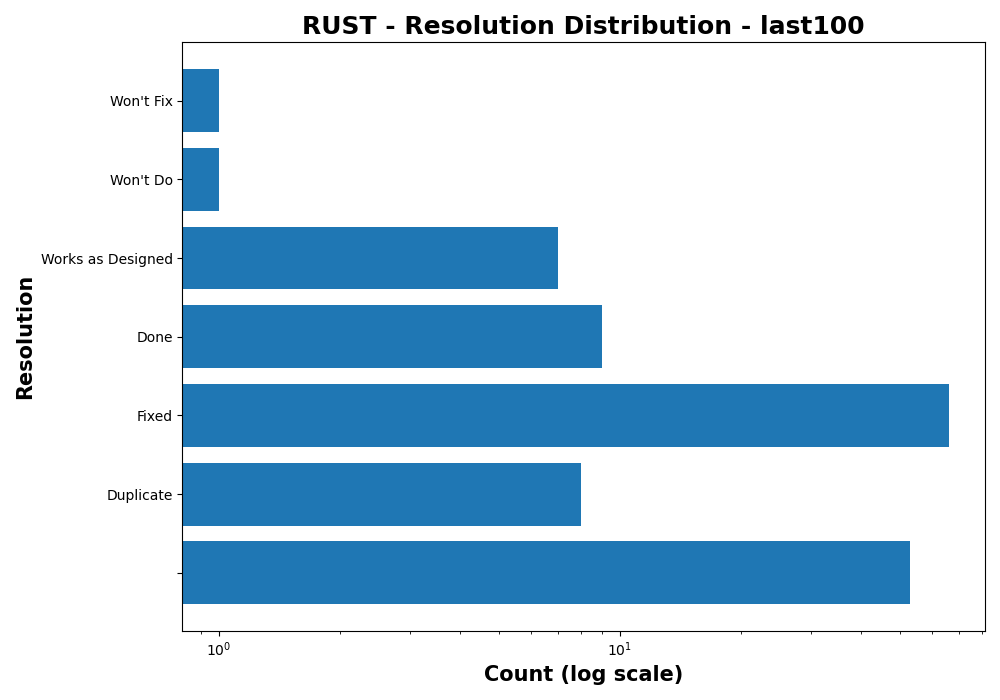 RUST - Resolution Distribution - last100
Won't Fix
Won't Do
Works as Designed
Done
Fixed
Duplicate
Resolution
10⁰
10¹
Count (log scale)